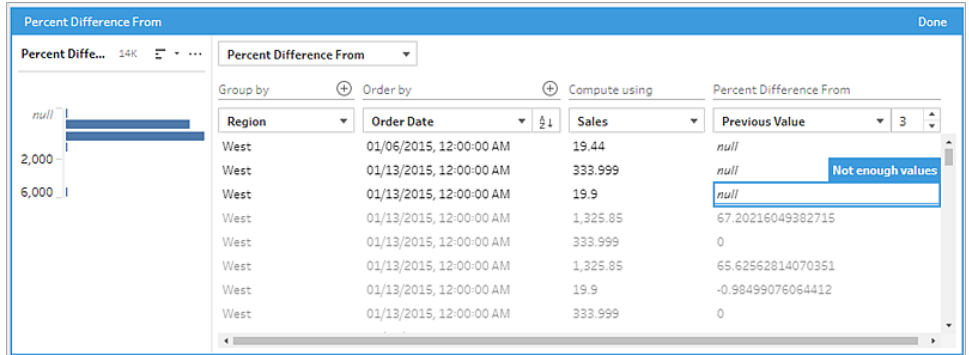 Percent Difference From Done
Percent Diffe... 14K
Percent Difference From
Group by Order by Compute using Percent Difference From
Region Order Date Sales Previous Value 3
null
2,000
6,000
West 01/06/2015, 12:00:00 AM 19.44 null
West 01/13/2015, 12:00:00 AM 333.999 null Not enough values
West 01/13/2015, 12:00:00 AM 19.9 null
West 01/13/2015, 12:00:00 AM 1,325.85 67.20216049382715
West 01/13/2015, 12:00:00 AM 333.999 0
West 01/13/2015, 12:00:00 AM 1,325.85 65.62562814070351
West 01/13/2015, 12:00:00 AM 19.9 -0.98499076064412
West 01/13/2015, 12:00:00 AM 333.999 0